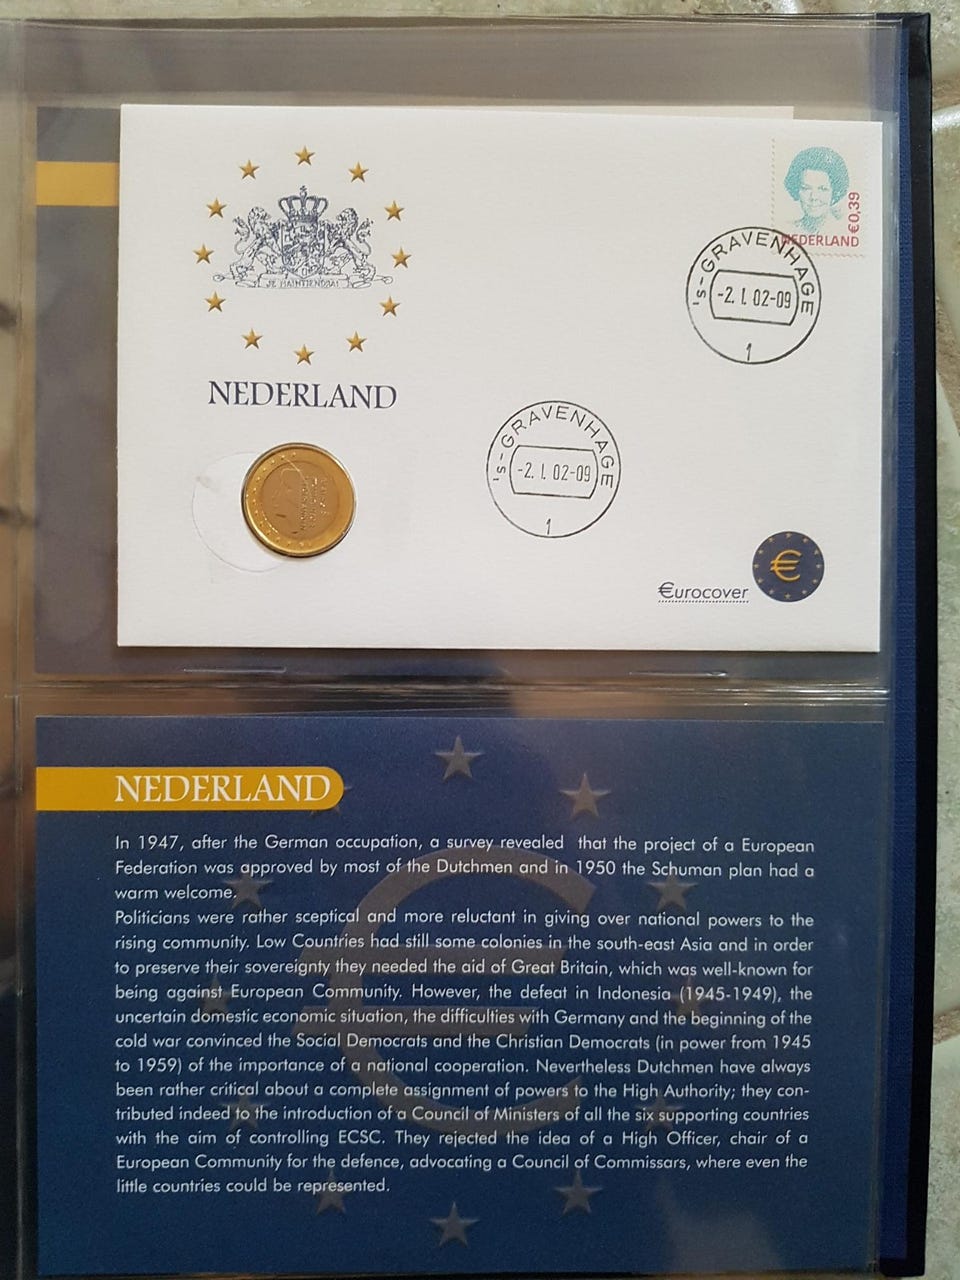 €0,39
NEDERLAND
's-GRAVENHAGE
-2. I. 02-09
1
JE MAINTIENDRAI
NEDERLAND
's-GRAVENHAGE
-2. I. 02-09
1
€
€urocover
NEDERLAND
In 1947, after the German occupation, a survey revealed that the project of a European
Federation was approved by most of the Dutchmen and in 1950 the Schuman plan had a
warm welcome.
Politicians were rather sceptical and more reluctant in giving over national powers to the
rising community. Low Countries had still some colonies in the south-east Asia and in order
to preserve their sovereignty they needed the aid of Great Britain, which was well-known for
being against European Community. However, the defeat in Indonesia (1945-1949), the
uncertain domestic economic situation, the difficulties with Germany and the beginning of the
cold war convinced the Social Democrats and the Christian Democrats (in power from 1945
to 1959) of the importance of a national cooperation. Nevertheless Dutchmen have always
been rather critical about a complete assignment of powers to the High Authority; they con-
tributed indeed to the introduction of a Council of Ministers of all the six supporting countries
with the aim of controlling ECSC. They rejected the idea of a High Officer, chair of a
European Community for the defence, advocating a Council of Commissars, where even the
little countries could be represented.